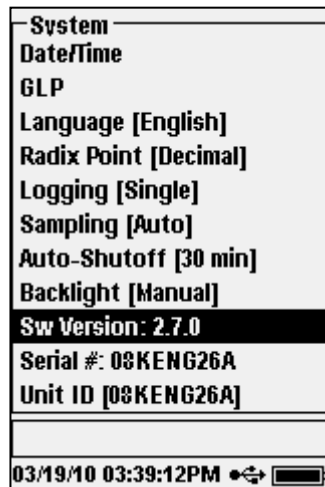 System
Date/Time
GLP
Language [English]
Radix Point [Decimal]
Logging [Single]
Sampling [Auto]
Auto-Shutoff [30 min]
Backlight [Manual]
Sw Version: 2.7.0
Serial #: 08KENG26A
Unit ID [08KENG26A]
03/19/10 03:39:12PM